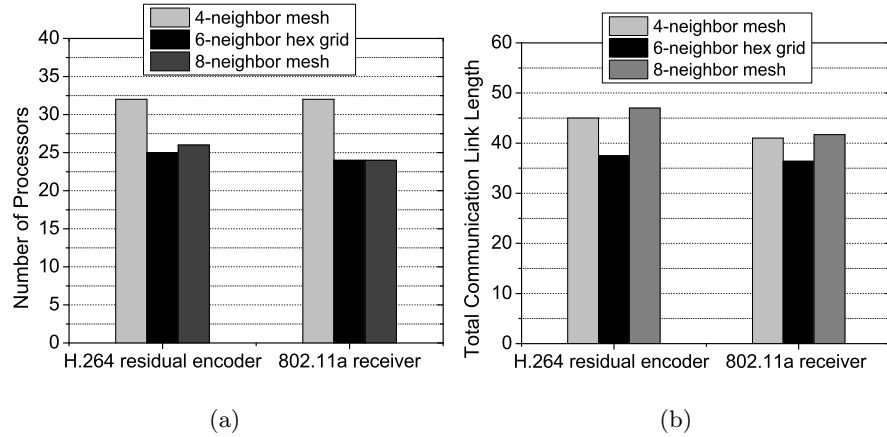 4-neighbor mesh
6-neighbor hex grid
8-neighbor mesh
40
35
30
25
20
15
10
5
0
Number of Processors
H.264 residual encoder
802.11a receiver
(a)
4-neighbor mesh
6-neighbor hex grid
8-neighbor mesh
60
50
40
30
20
10
0
Total Communication Link Length
H.264 residual encoder
802.11a receiver
(b)